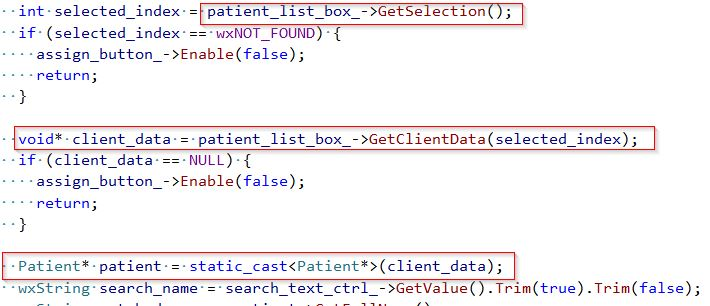 int selected_index = patient_list_box_->GetSelection();
if (selected_index == wxNOT_FOUND) {
assign_button_->Enable(false);
return;
}
void* client_data = patient_list_box_->GetClientData(selected_index);
if (client_data == NULL) {
assign_button_->Enable(false);
return;
}
Patient* patient = static_cast<Patient*>(client_data);
wxString search_name = search_text_ctrl_->GetValue().Trim(true).Trim(false);